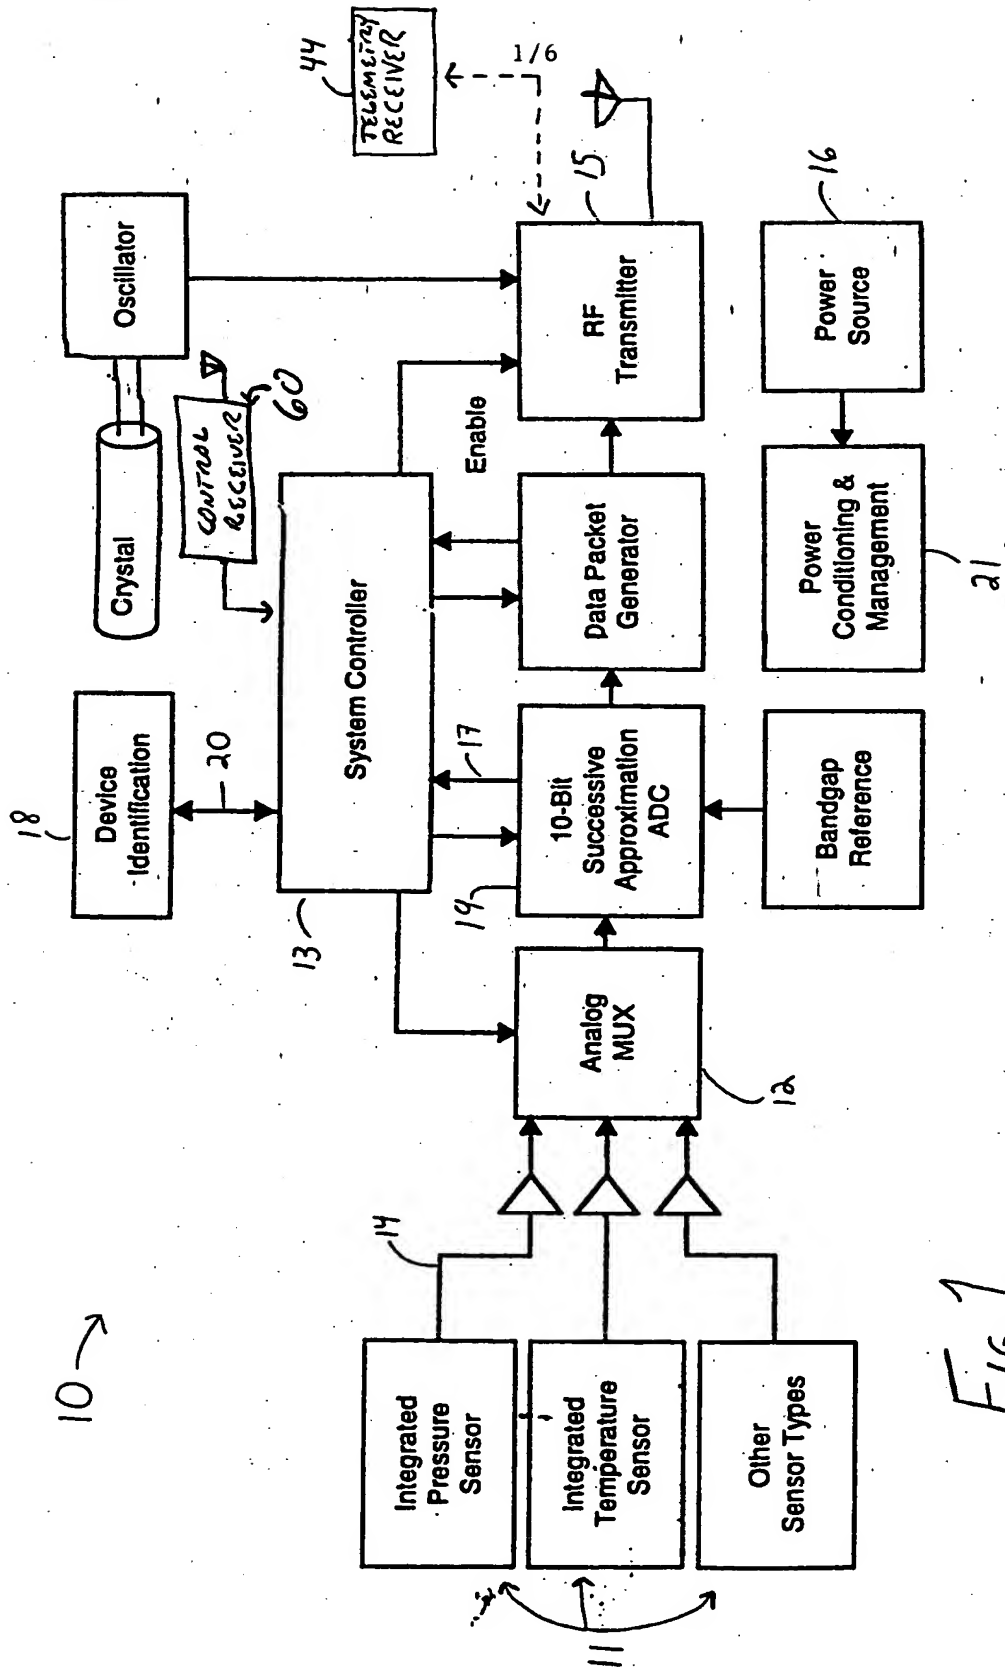 10
Integrated
Pressure
Sensor
Integrated
Temperature
Sensor
Other
Sensor Types
11
14
Analog
MUX
12
18
Device
Identification
20
13
System Controller
17
19
10-Bit
Successive
Approximation
ADC
Bandgap
Reference
Crystal
Oscillator
CONTROL
RECEIVER
60
Enable
Data Packet
Generator
RF
Transmitter
15
44
TELEMETRY
RECEIVER
1/6
Power
Source
16
Power
Conditioning &
Management
21
FIG 1